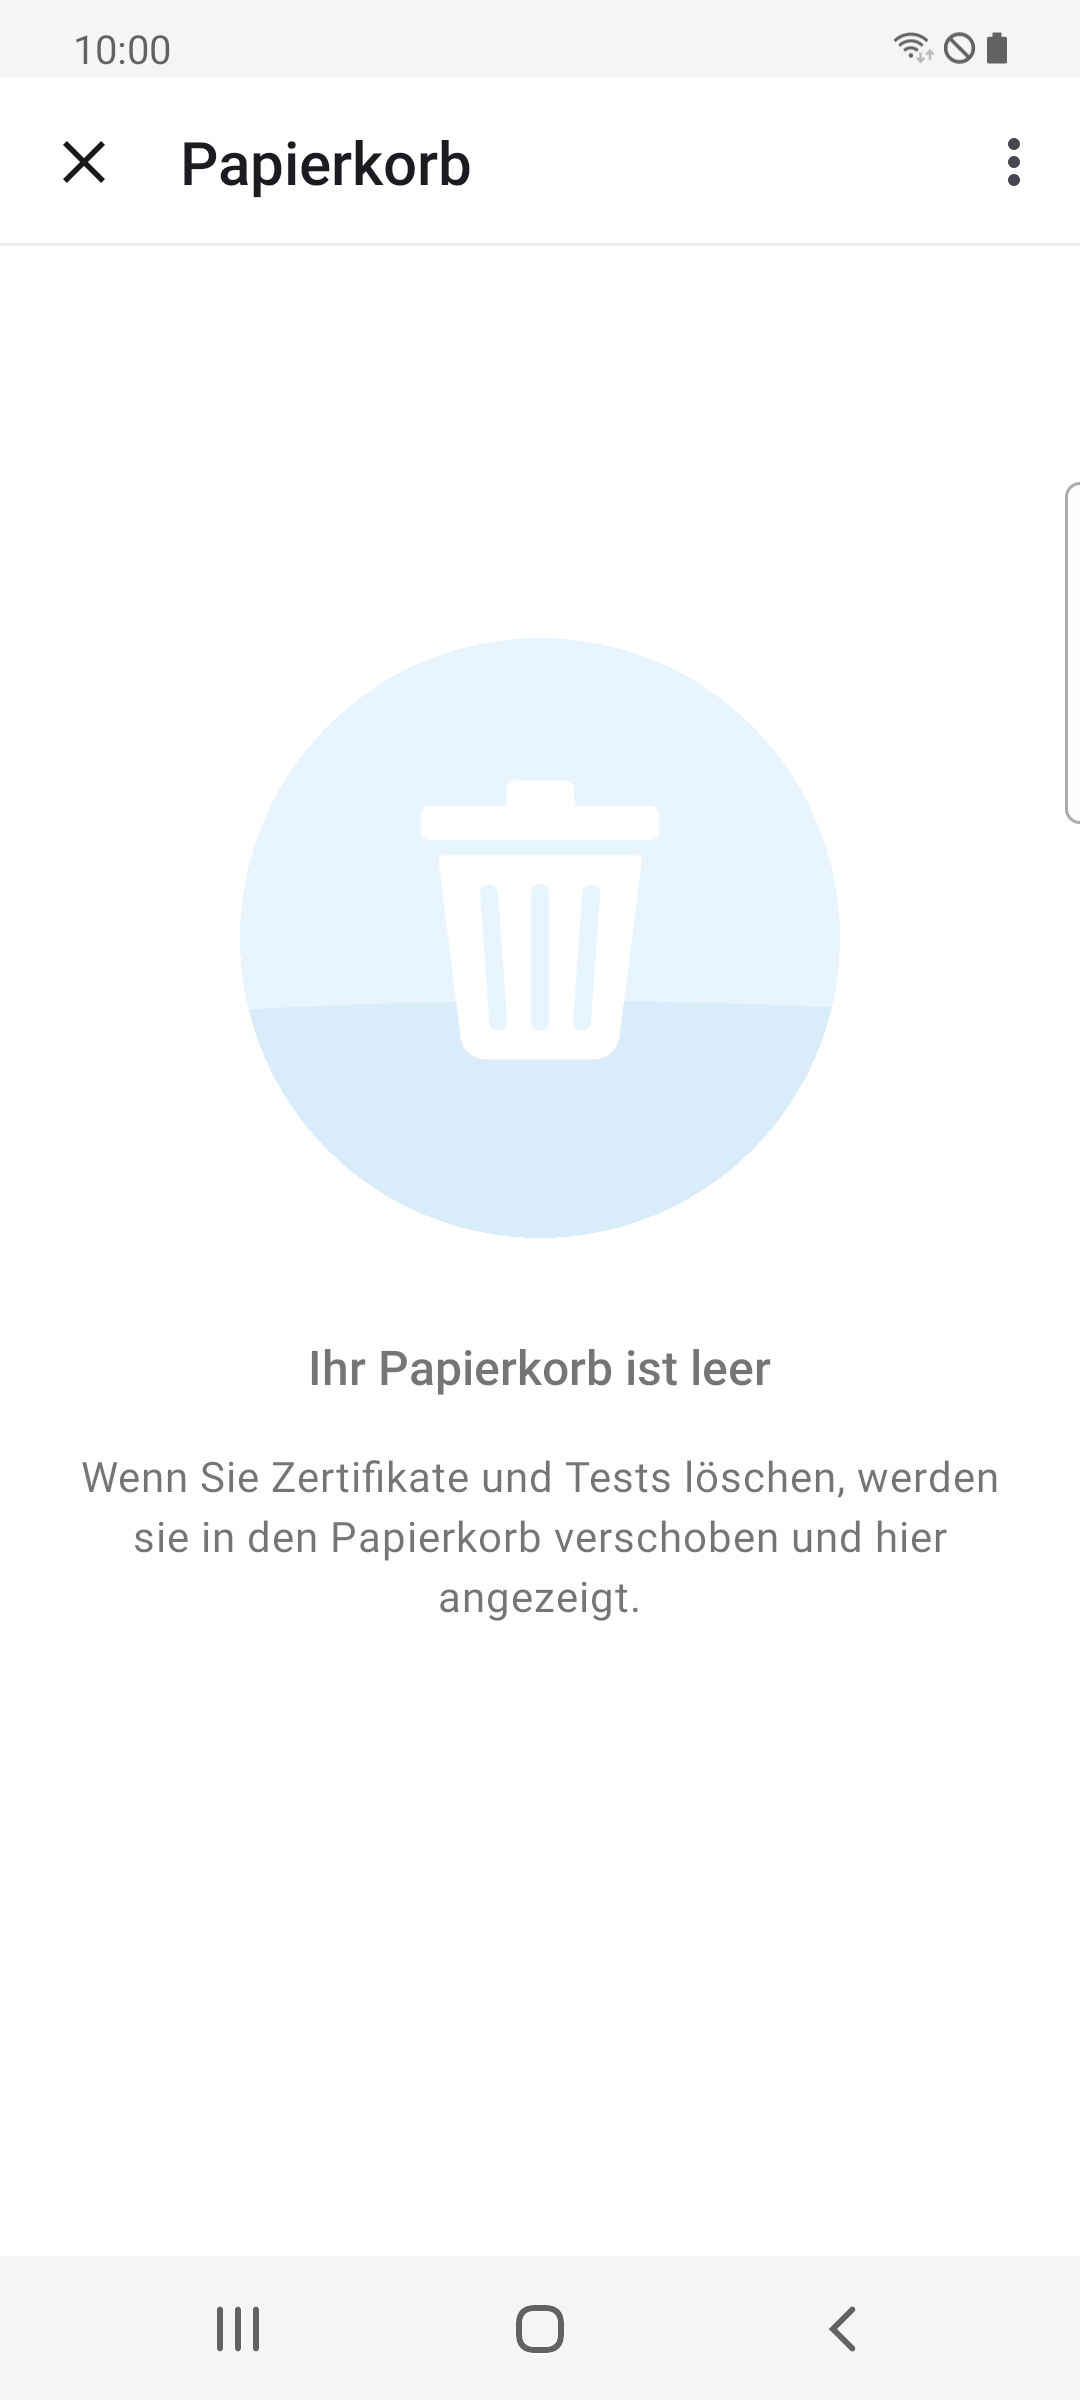 10:00
Papierkorb
Ihr Papierkorb ist leer
Wenn Sie Zertifikate und Tests löschen, werden
sie in den Papierkorb verschoben und hier
angezeigt.